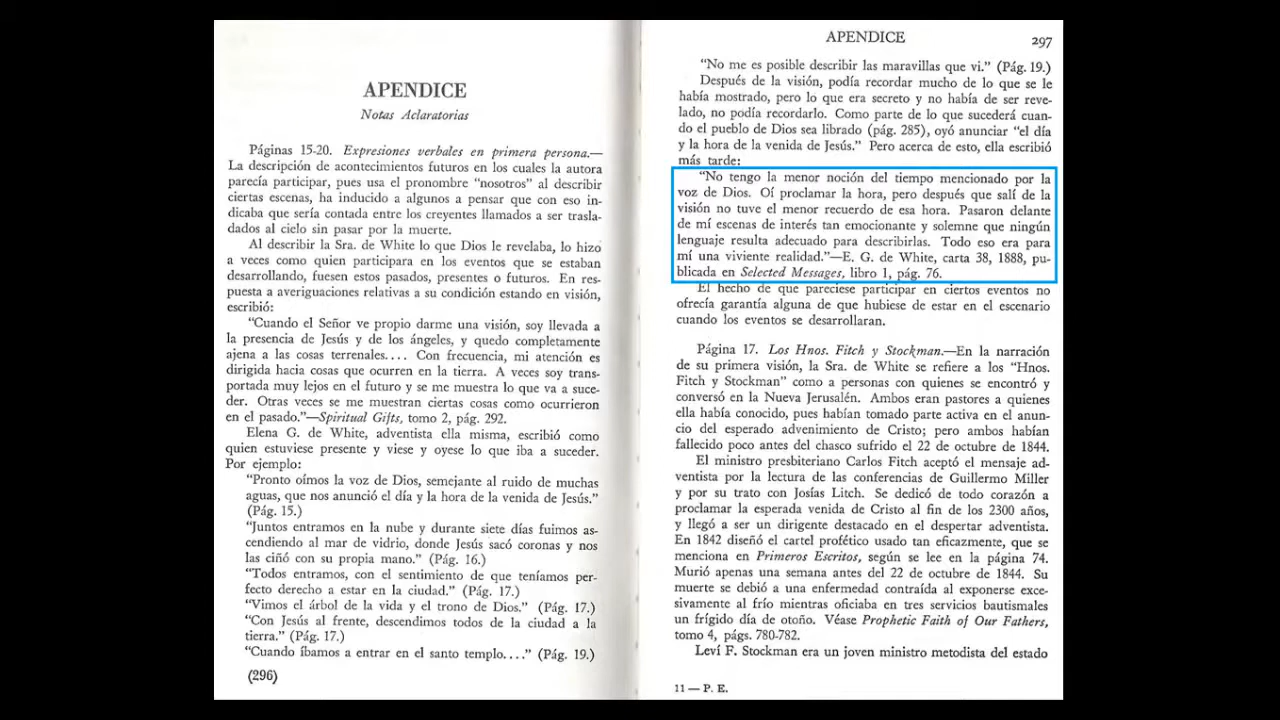 APENDICE
Notas Aclaratorias
Páginas 15-20. Expresiones verbales en primera persona.—
La descripción de acontecimientos futuros en los cuales la autora
parecía participar, pues usa el pronombre "nosotros" al describir
ciertas escenas, ha inducido a algunos a pensar que con eso in-
dicaba que sería contada entre los creyentes llamados a ser trasla-
dados al cielo sin pasar por la muerte.
Al describir la Sra. de White lo que Dios le revelaba, lo hizo
a veces como quien participara en los eventos que se estaban
desarrollando, fuesen estos pasados, presentes o futuros. En res-
puesta a averiguaciones relativas a su condición estando en visión,
escribió:
"Cuando el Señor ve propio darme una visión, soy llevada a
la presencia de Jesús y de los ángeles, y quedo completamente
ajena a las cosas terrenales.... Con frecuencia, mi atención es
dirigida hacia cosas que ocurren en la tierra. A veces soy trans-
portada muy lejos en el futuro y se me muestra lo que va a suce-
der. Otras veces se me muestran ciertas cosas como ocurrieron
en el pasado."—Spiritual Gifts, tomo 2, pág. 292.
Elena G. de White, adventista ella misma, escribió como
quien estuviese presente y viese y oyese lo que iba a suceder.
Por ejemplo:
"Pronto oímos la voz de Dios, semejante al ruido de muchas
aguas, que nos anunció el día y la hora de la venida de Jesús."
(Pág. 15.)
"Juntos entramos en la nube y durante siete días fuimos as-
cendiendo al mar de vidrio, donde Jesús sacó coronas y nos
las ciñó con su propia mano." (Pág. 16.)
"Todos entramos, con el sentimiento de que teníamos per-
fecto derecho a estar en la ciudad." (Pág. 17.)
"Vimos el árbol de la vida y el trono de Dios." (Pág. 17.)
"Con Jesús al frente, descendimos todos de la ciudad a la
tierra." (Pág. 17.)
"Cuando íbamos a entrar en el santo templo...." (Pág. 19.)
(296)
APENDICE
297
"No me es posible describir las maravillas que vi." (Pág. 19.)
Después de la visión, podía recordar mucho de lo que se le
había mostrado, pero lo que era secreto y no había de ser reve-
lado, no podía recordarlo. Como parte de lo que sucederá cuan-
do el pueblo de Dios sea librado (pág. 285), oyó anunciar "el día
y la hora de la venida de Jesús." Pero acerca de esto, ella escribió
más tarde:
"No tengo la menor noción del tiempo mencionado por la
voz de Dios. Oí proclamar la hora, pero después que salí de la
visión no tuve el menor recuerdo de esa hora. Pasaron delante
de mí escenas de interés tan emocionante y solemne que ningún
lenguaje resulta adecuado para describirlas. Todo eso era para
mí una viviente realidad."—E. G. de White, carta 38, 1888, pu-
blicada en Selected Messages, libro 1, pág. 76.
El hecho de que pareciese participar en ciertos eventos no
ofrecía garantía alguna de que hubiese de estar en el escenario
cuando los eventos se desarrollaran.
Página 17. Los Hnos. Fitch y Stockman.—En la narración
de su primera visión, la Sra. de White se refiere a los "Hnos.
Fitch y Stockman" como a personas con quienes se encontró y
conversó en la Nueva Jerusalén. Ambos eran pastores a quienes
ella había conocido, pues habían tomado parte activa en el anun-
cio del esperado advenimiento de Cristo; pero ambos habían
fallecido poco antes del chasco sufrido el 22 de octubre de 1844.
El ministro presbiteriano Carlos Fitch aceptó el mensaje ad-
ventista por la lectura de las conferencias de Guillermo Miller
y por su trato con Josías Litch. Se dedicó de todo corazón a
proclamar la esperada venida de Cristo al fin de los 2300 años,
y llegó a ser un dirigente destacado en el despertar adventista.
En 1842 diseñó el cartel profético usado tan eficazmente, que se
menciona en Primeros Escritos, según se lee en la página 74.
Murió apenas una semana antes del 22 de octubre de 1844. Su
muerte se debió a una enfermedad contraída al exponerse exce-
sivamente al frío mientras oficiaba en tres servicios bautismales
un frígido día de otoño. Véase Prophetic Faith of Our Fathers,
tomo 4, págs. 780-782.
Leví F. Stockman era un joven ministro metodista del estado
11 — P. E.